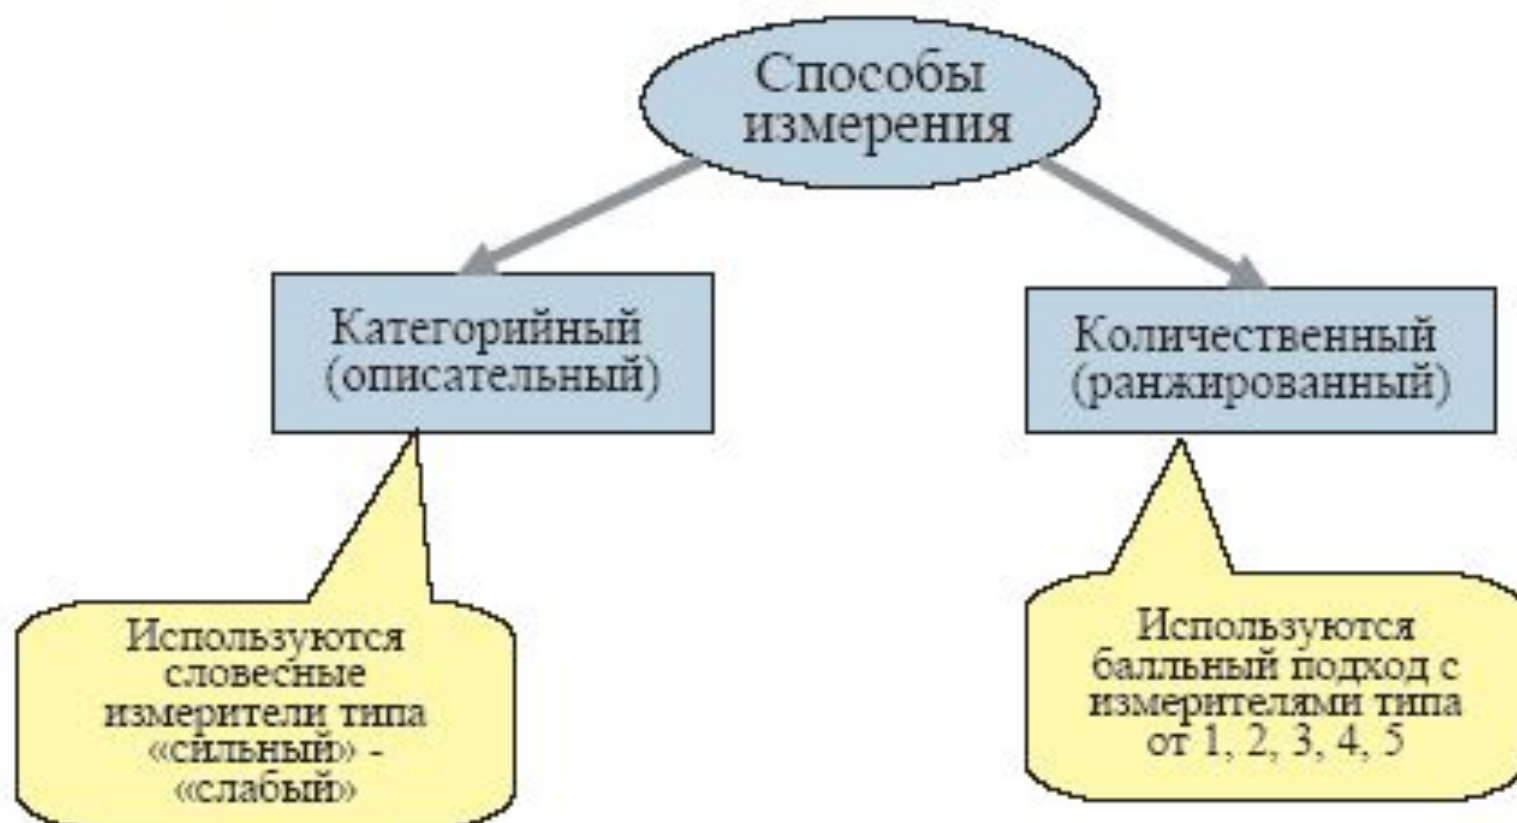 Способы
измерения
Категорийный
(описательный)
Количественный
(ранжированный)
Используются
словесные
измерители типа
«сильный» -
«слабый»
Используются
балльный подход с
измерителями типа
от 1, 2, 3, 4, 5